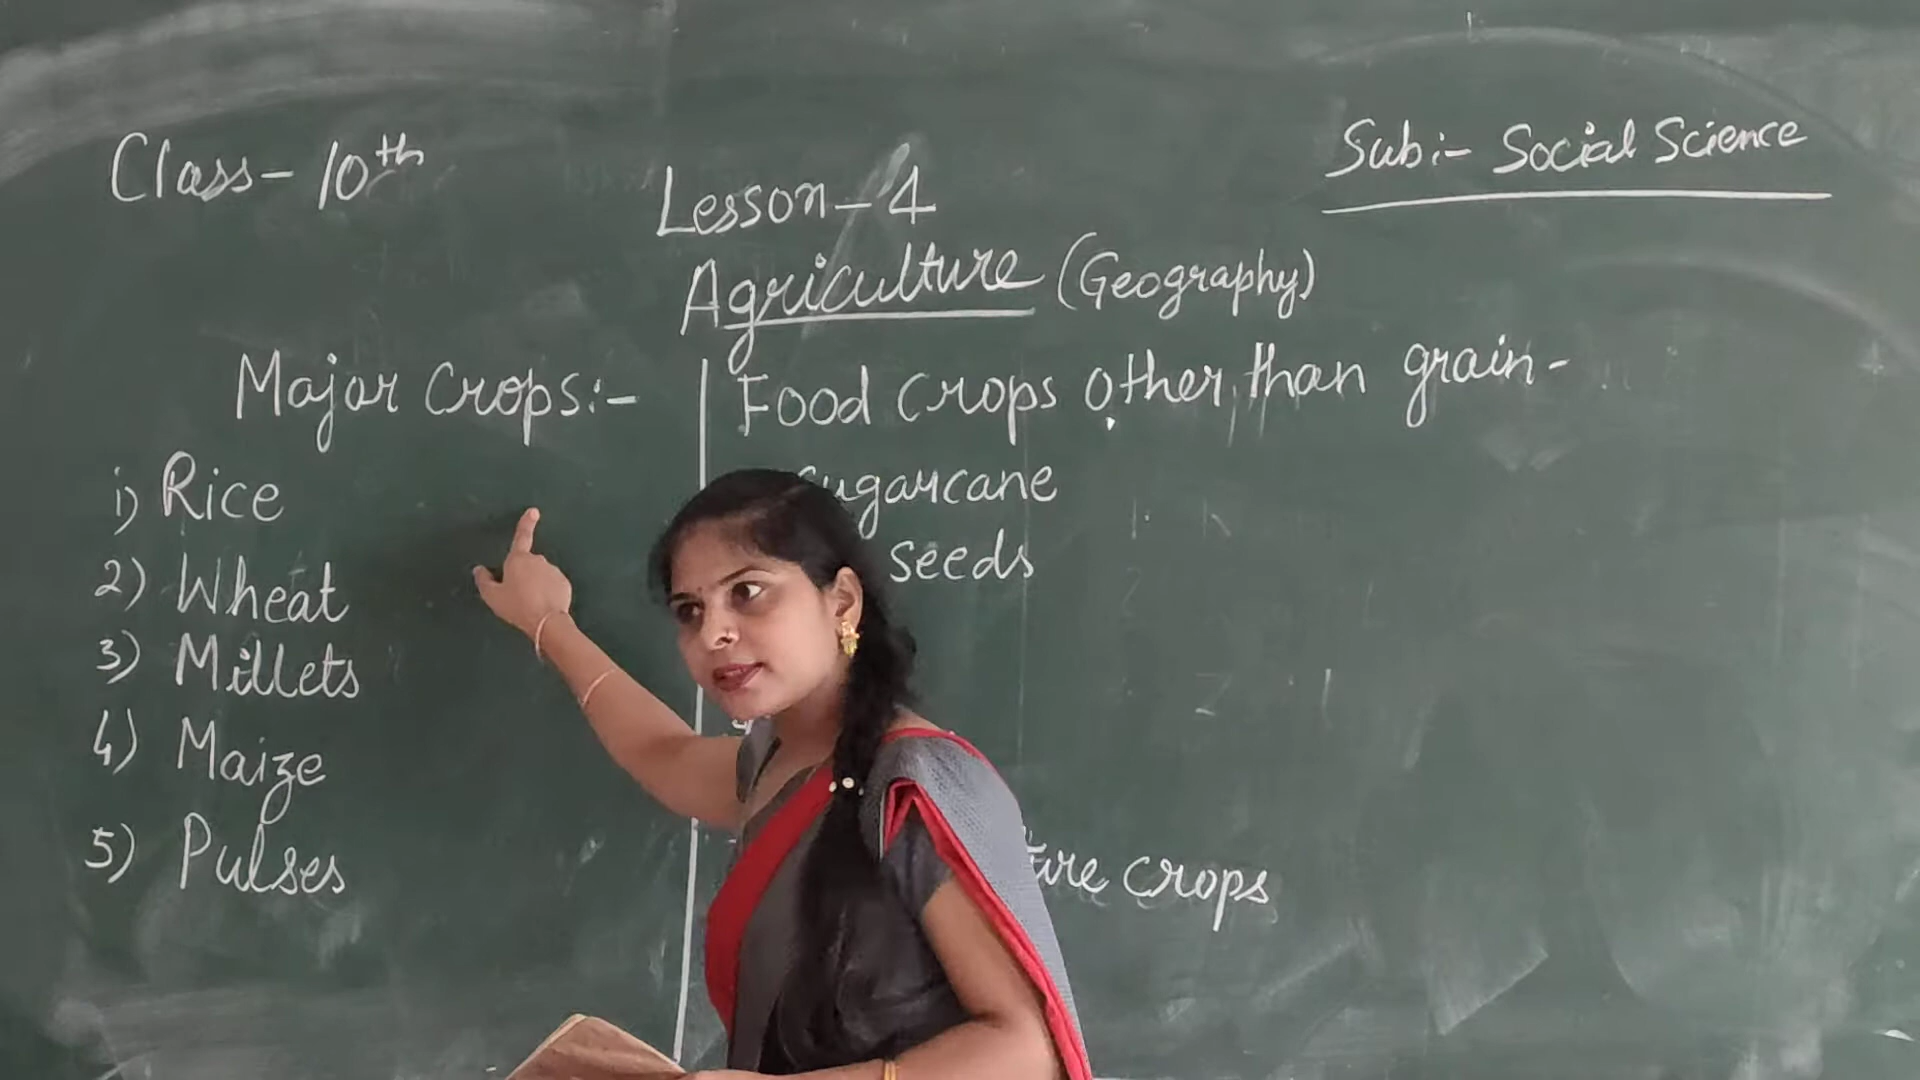 Class- 10th
Sub:- Social Science
Lesson-4
Agriculture (Geography)
Major Crops:-
1) Rice
2) Wheat
3) Millets
4) Maize
5) Pulses
Food crops other than grain-
Sugarcane
seeds
crops